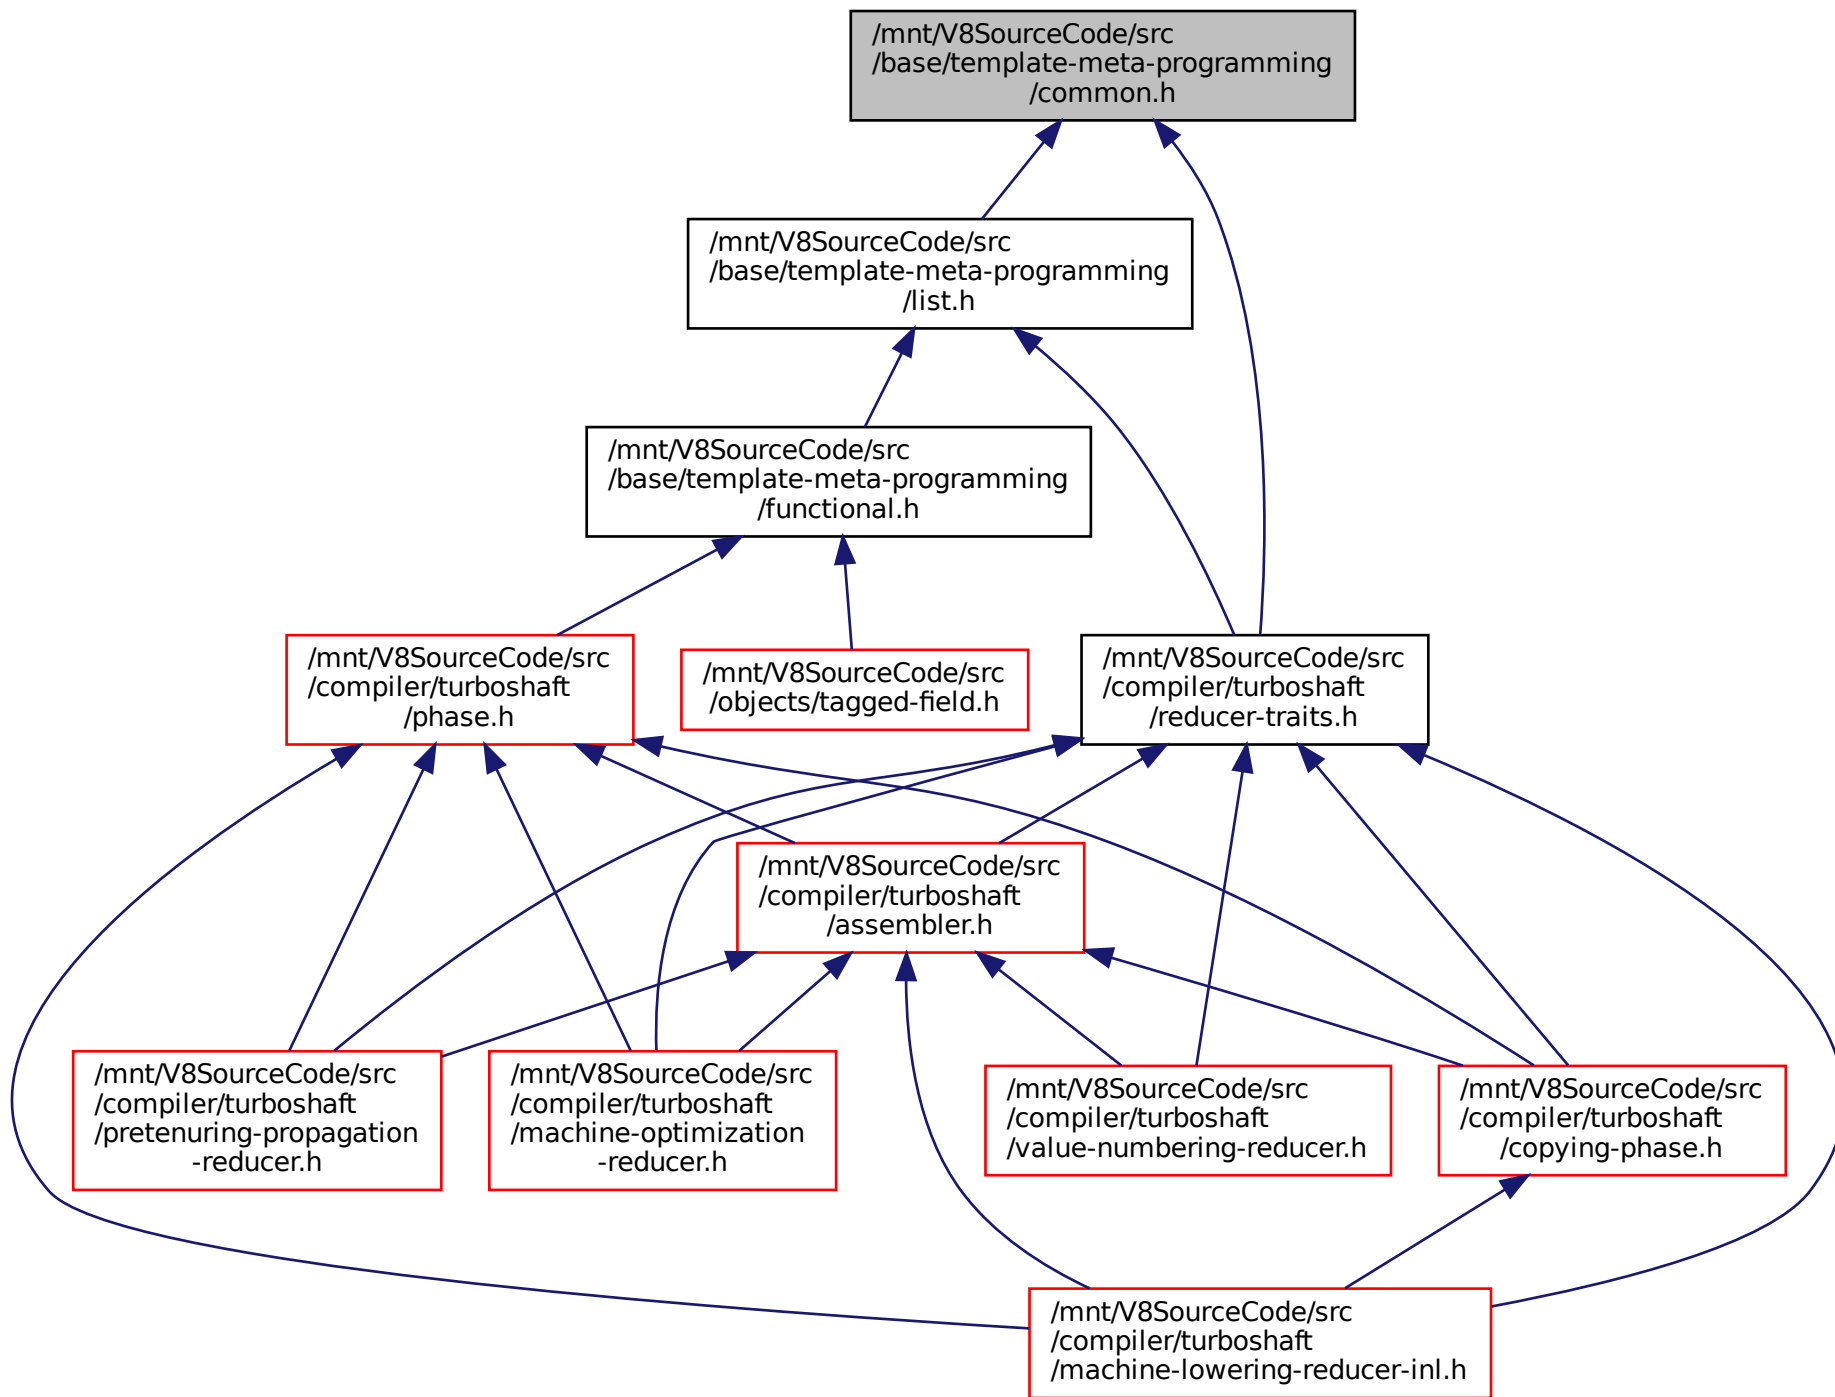 /mnt/V8SourceCode/src
/base/template-meta-programming
/common.h
/mnt/V8SourceCode/src
/base/template-meta-programming
/list.h
/mnt/V8SourceCode/src
/base/template-meta-programming
/functional.h
/mnt/V8SourceCode/src
/compiler/turboshaft
/phase.h
/mnt/V8SourceCode/src
/objects/tagged-field.h
/mnt/V8SourceCode/src
/compiler/turboshaft
/reducer-traits.h
/mnt/V8SourceCode/src
/compiler/turboshaft
/assembler.h
/mnt/V8SourceCode/src
/compiler/turboshaft
/pretenuring-propagation
-reducer.h
/mnt/V8SourceCode/src
/compiler/turboshaft
/machine-optimization
-reducer.h
/mnt/V8SourceCode/src
/compiler/turboshaft
/value-numbering-reducer.h
/mnt/V8SourceCode/src
/compiler/turboshaft
/copying-phase.h
/mnt/V8SourceCode/src
/compiler/turboshaft
/machine-lowering-reducer-inl.h